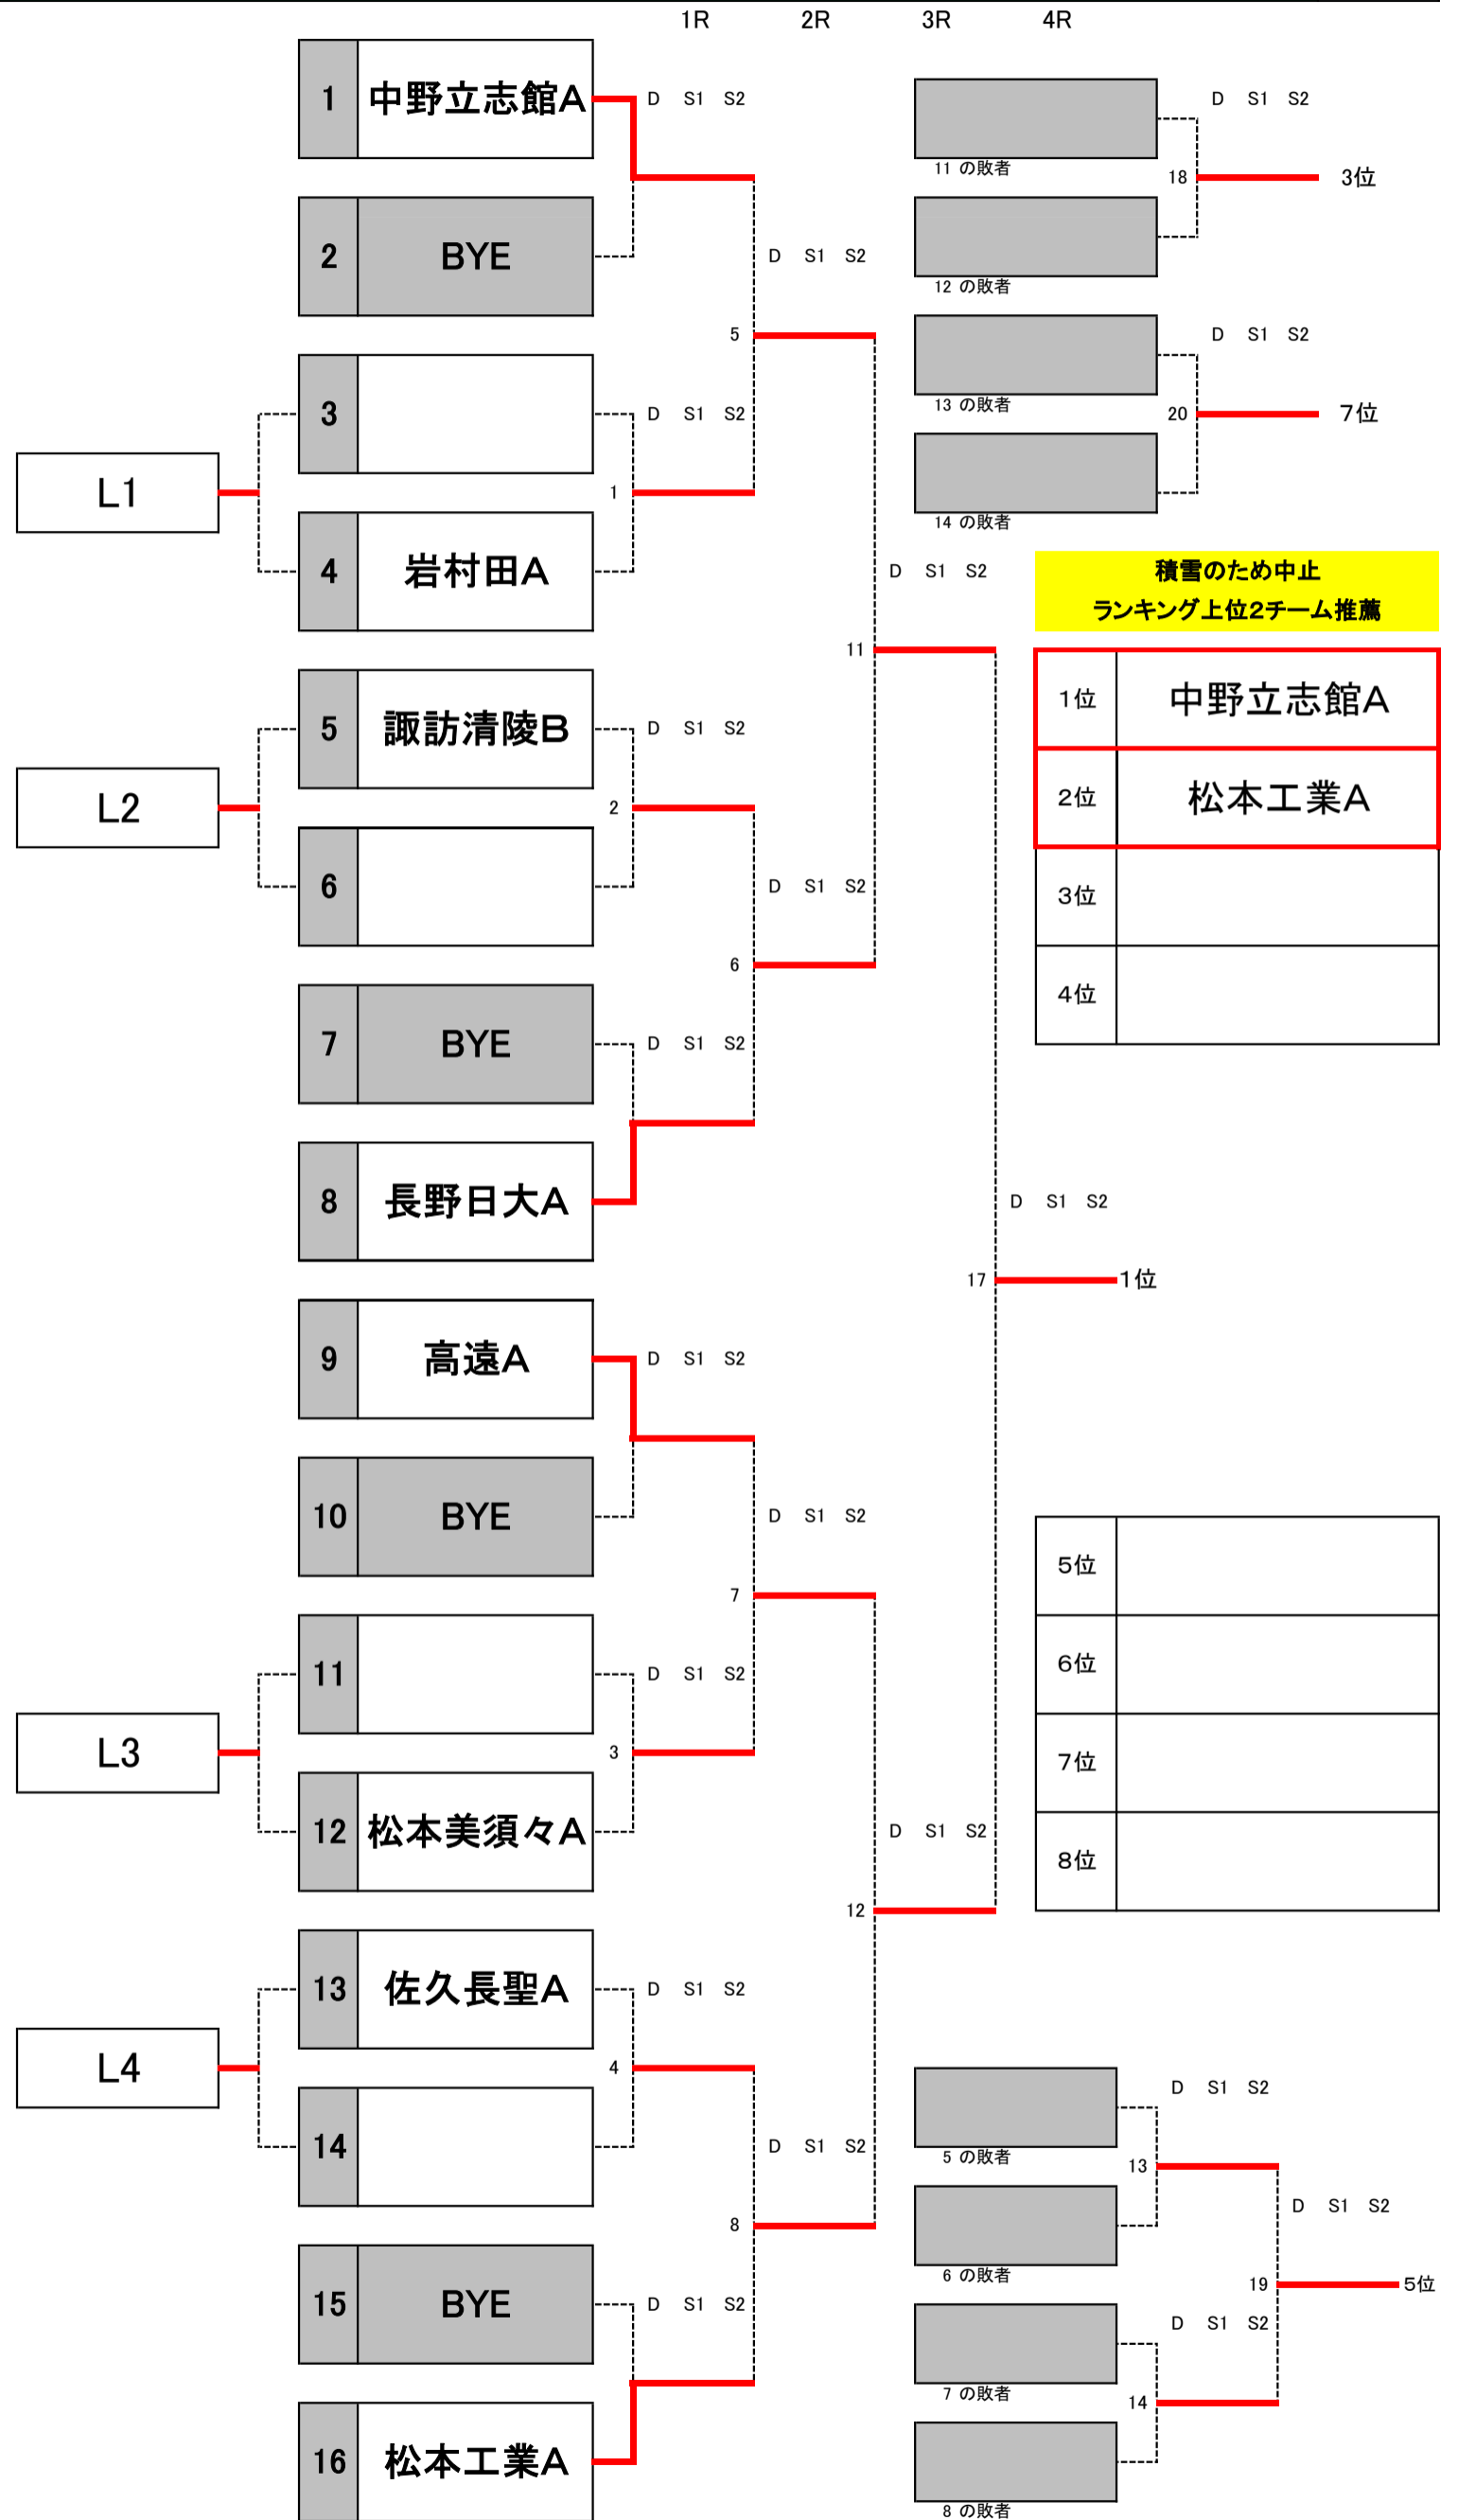 1R 2R 3R 4R
1 中野立志館A
D S1 S2
D S1 S2
11 の敗者
18 3位
2 BYE
D S1 S2
12 の敗者
5
D S1 S2
3
D S1 S2
13 の敗者
20 7位
L1
1
14 の敗者
4 岩村田A
D S1 S2
積雪のため中止
ランキング上位2チーム推薦
11
1位 中野立志館A
5 諏訪清陵B
D S1 S2
L2
2
2位 松本工業A
6
D S1 S2
3位
6
4位
7 BYE
D S1 S2
8 長野日大A
D S1 S2
17 1位
9 高遠A
D S1 S2
10 BYE
D S1 S2
5位
7
11
D S1 S2
6位
L3
3
7位
12 松本美須々A
D S1 S2
8位
12
13 佐久長聖A
D S1 S2
L4
4
D S1 S2
14
D S1 S2
5 の敗者
13
8
D S1 S2
6 の敗者
19 5位
15 BYE
D S1 S2
D S1 S2
7 の敗者
14
16 松本工業A
8 の敗者